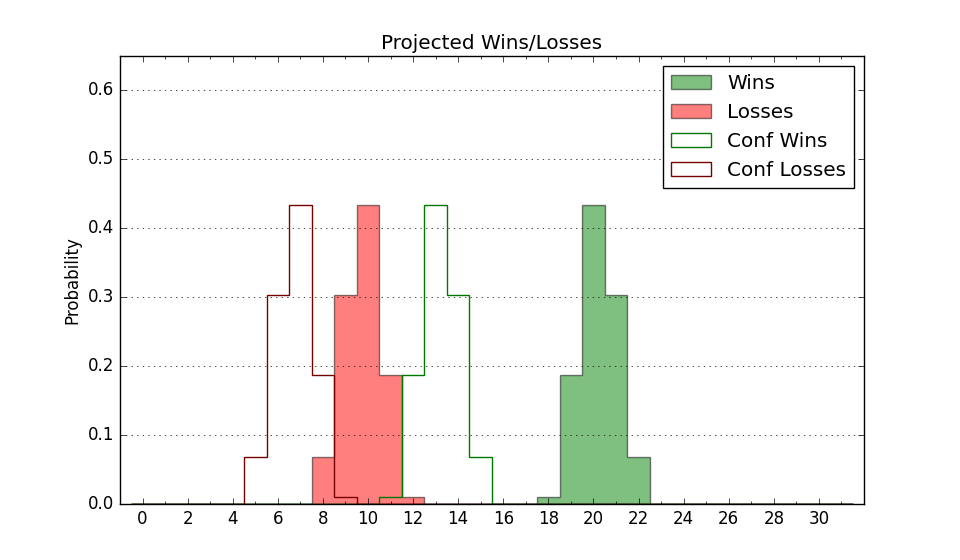 Projected Wins/Losses
Wins
Losses
Conf Wins
Conf Losses
Probability
0.6
0.5
0.4
0.3
0.2
0.1
0.0
0 2 4 6 8 10 12 14 16 18 20 22 24 26 28 30